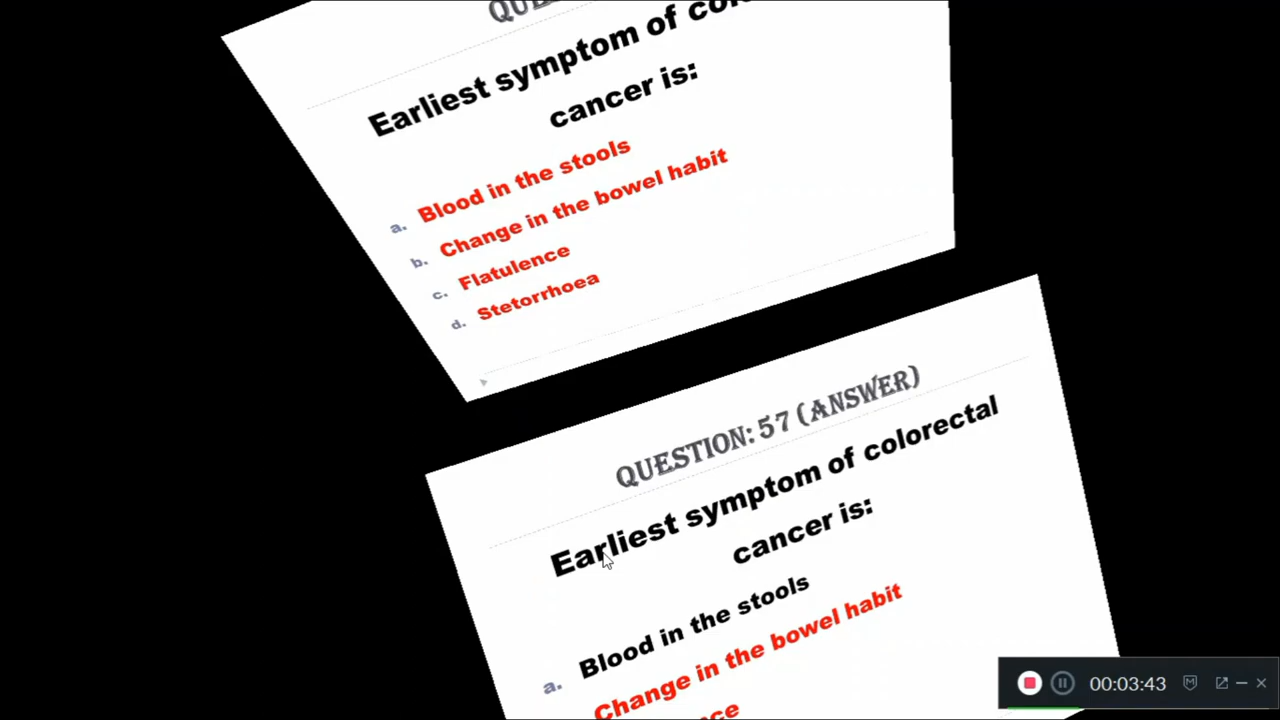 Earliest symptom of
cancer is:
a. Blood in the stools
b. Change in the bowel habit
c. Flatulence
d. Stetorrhoea
QUESTION: 57 (ANSWER)
Earliest symptom of colorectal
cancer is:
a. Blood in the stools
Change in the bowel habit
00:03:43